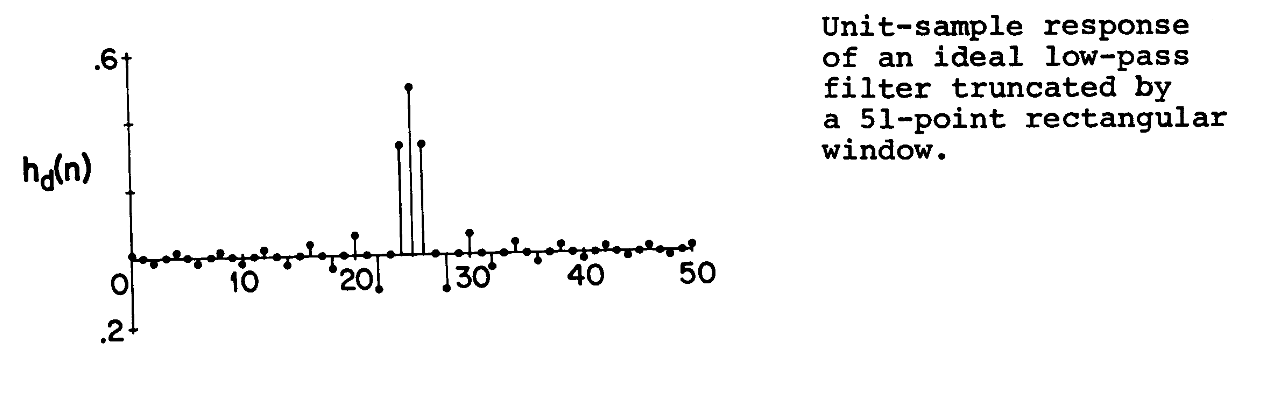 Unit-sample response
of an ideal low-pass
filter truncated by
a 51-point rectangular
window.
.6
hd(n)
0
10
20
30
40
50
.2